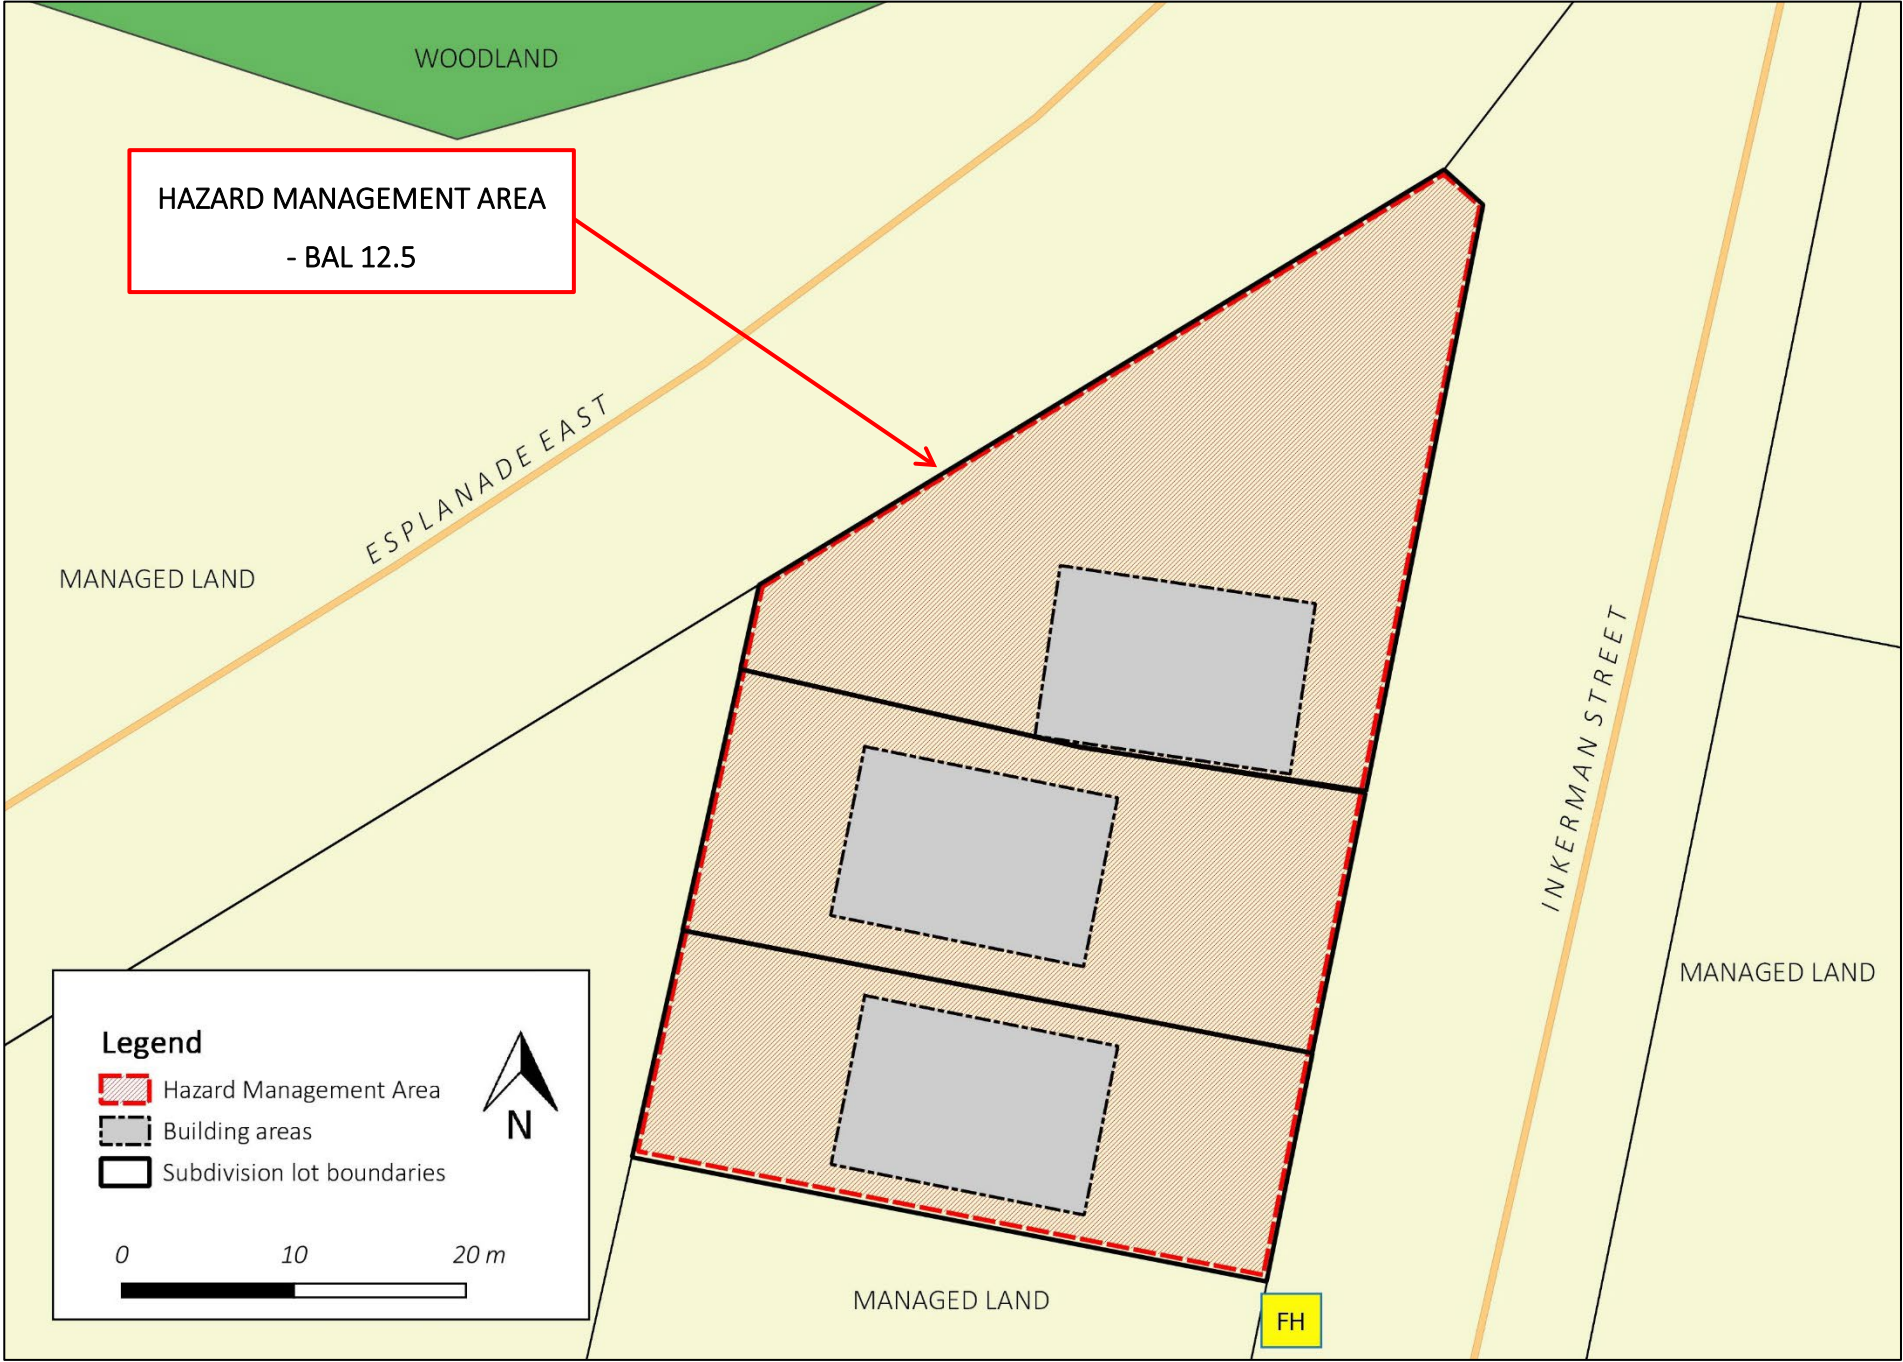 WOODLAND
HAZARD MANAGEMENT AREA
- BAL 12.5
ESPLANADE EAST
MANAGED LAND
INKERMAN STREET
MANAGED LAND
Legend
Hazard Management Area
Building areas
Subdivision lot boundaries
N
0 10 20 m
MANAGED LAND
FH